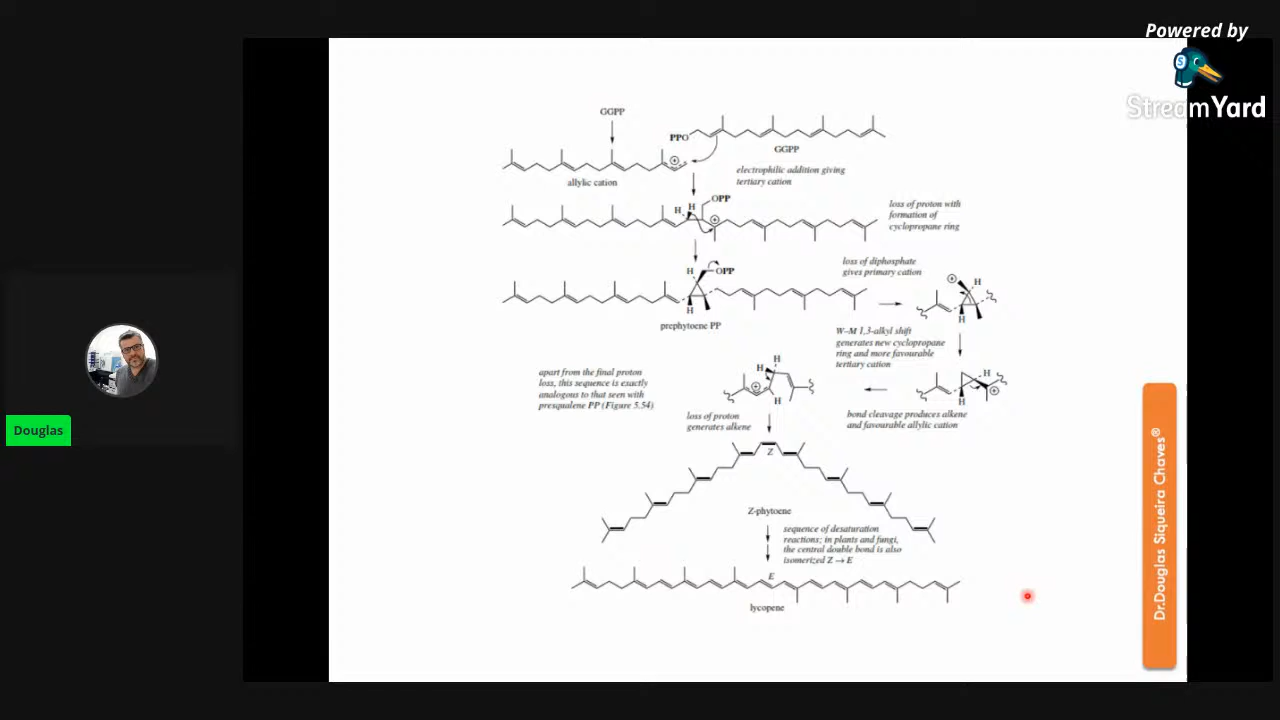 Powered by
StreamYard
GGPP
PPO
GGPP
allylic cation
electrophilic addition giving
tertiary cation
H
H
OPP
loss of proton with
formation of
cyclopropane ring
H
OPP
H
prephytoene PP
loss of diphosphate
gives primary cation
H
H
W–M 1,3-alkyl shift
generates new cyclopropane
ring and more favourable
tertiary cation
H
H
bond cleavage produces alkene
and favourable allylic cation
H
H
H
apart from the final proton
loss, this sequence is exactly
analogous to that seen with
presqualene PP (Figure 5.54)
loss of proton
generates alkene
Z
Z-phytoene
sequence of desaturation
reactions; in plants and fungi,
the central double bond is also
isomerized Z → E
E
lycopene
Douglas
Dr.Douglas Siqueira Chaves®